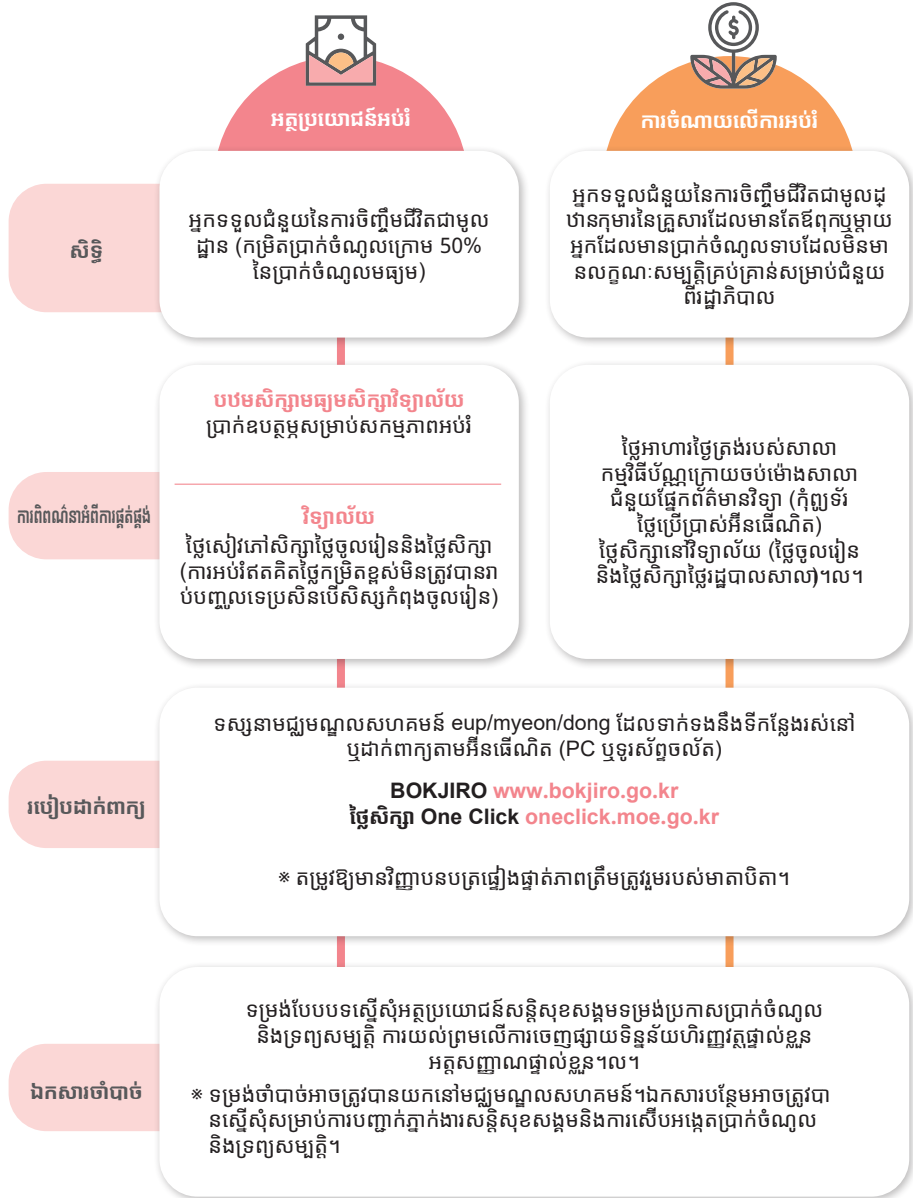 អត្ថប្រយោជន៍អប់រំ
ការចំណាយលើការអប់រំ
សិទ្ធិ
អ្នកទទួលជំនួយនៃការចិញ្ចឹមជីវិតជាមូល
ដ្ឋាន (កម្រិតប្រាក់ចំណូលក្រោម 50%
នៃប្រាក់ចំណូលមធ្យម)
អ្នកទទួលជំនួយនៃការចិញ្ចឹមជីវិតជាមូលដ្
ឋានកុមារនៃគ្រួសារដែលមានតែឪពុកឬម្តាយ
អ្នកដែលមានប្រាក់ចំណូលទាបដែលមិនមា
នលក្ខណៈសម្បត្តិគ្រប់គ្រាន់សម្រាប់ជំនួយ
ពីរដ្ឋាភិបាល
ការពិពណ៌នាអំពីការផ្គត់ផ្គង់
បឋមសិក្សាមធ្យមសិក្សាវិទ្យាល័យ
ប្រាក់ឧបត្ថម្ភសម្រាប់សកម្មភាពអប់រំ
វិទ្យាល័យ
ថ្លៃសៀវភៅសិក្សាថ្លៃចូលរៀននិងថ្លៃសិក្សា
(ការអប់រំឥតគិតថ្លៃកម្រិតខ្ពស់មិនត្រូវបានរា
ប់បញ្ចូលទេប្រសិនបើសិស្សកំពុងចូលរៀន)
ថ្លៃអាហារថ្ងៃត្រង់របស់សាលា
កម្មវិធីប័ណ្ណក្រោយចប់ម៉ោងសាលា
ជំនួយផ្នែកព័ត៌មានវិទ្យា (កុំព្យូទ័រ
ថ្លៃប្រើប្រាស់អ៊ីនធើណិត)
ថ្លៃសិក្សានៅវិទ្យាល័យ (ថ្លៃចូលរៀន
និងថ្លៃសិក្សាថ្លៃរដ្ឋបាលសាលា)។ល។
របៀបដាក់ពាក្យ
ទស្សនាមជ្ឈមណ្ឌលសហគមន៍ eup/myeon/dong ដែលទាក់ទងនឹងទីកន្លែងរស់នៅ
ឬដាក់ពាក្យតាមអ៊ីនធើណិត (PC ឬទូរស័ព្ទចល័ត)
BOKJIRO www.bokjiro.go.kr
ថ្លៃសិក្សា One Click oneclick.moe.go.kr
※ តម្រូវឱ្យមានវិញ្ញាបនបត្រផ្ទៀងផ្ទាត់ភាពត្រឹមត្រូវរួមរបស់មាតាបិតា។
ឯកសារចាំបាច់
ទម្រង់បែបបទស្នើសុំអត្ថប្រយោជន៍សន្តិសុខសង្គមទម្រង់ប្រកាសប្រាក់ចំណូល
និងទ្រព្យសម្បត្តិ ការយល់ព្រមលើការចេញផ្សាយទិន្នន័យហិរញ្ញវត្ថុផ្ទាល់ខ្លួន
អត្តសញ្ញាណផ្ទាល់ខ្លួន។ល។
※ ទម្រង់ចាំបាច់អាចត្រូវបានយកនៅមជ្ឈមណ្ឌលសហគមន៍។ឯកសារបន្ថែមអាចត្រូវបា
នស្នើសុំសម្រាប់ការបញ្ជាក់ភ្នាក់ងារសន្តិសុខសង្គមនិងការស៊ើបអង្កេតប្រាក់ចំណូល
និងទ្រព្យសម្បត្តិ។